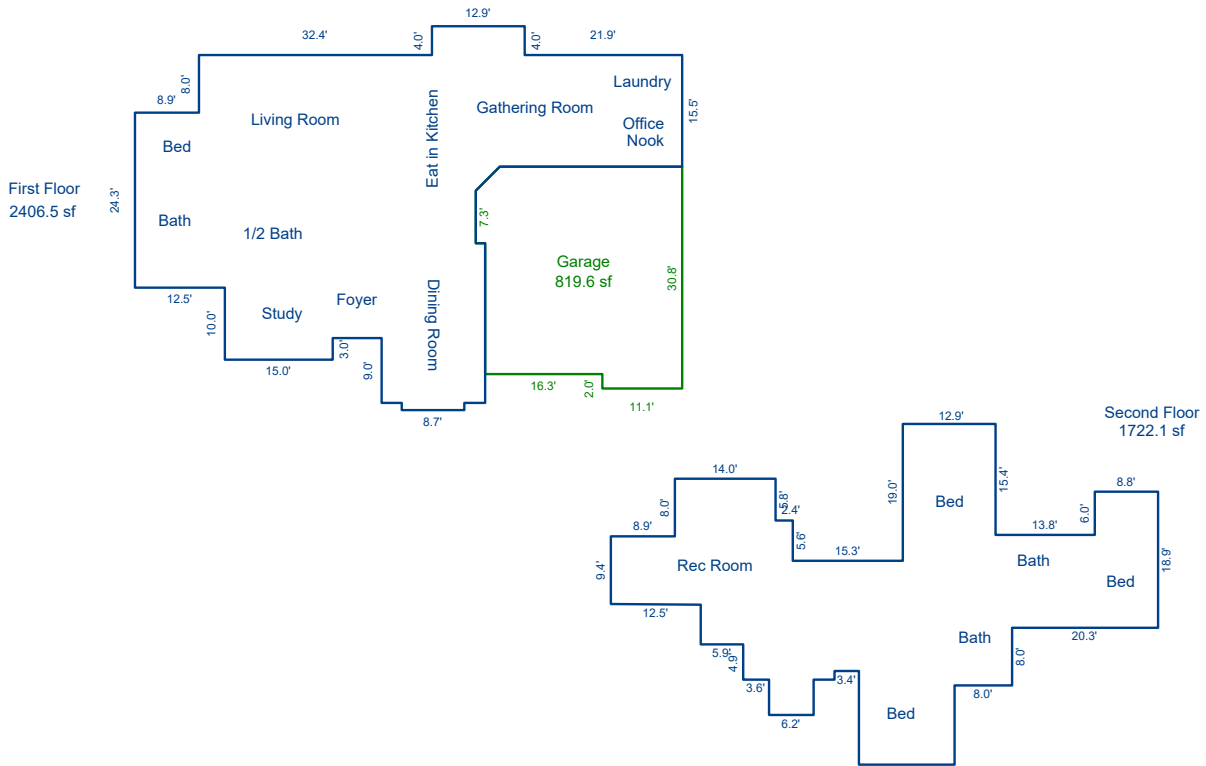 12.9'
32.4'
4.0'
4.0'
21.9'
8.0'
Laundry
8.9'
15.5'
Living Room
Eat in Kitchen
Gathering Room
Office
Nook
Bed
First Floor
2406.5 sf
24.3'
Bath
1/2 Bath
7.3'
Garage
819.6 sf
30.8'
12.5'
10.0'
Study
Foyer
Dining Room
3.0'
15.0'
9.0'
16.3'
2.0'
11.1'
8.7'
Second Floor
1722.1 sf
12.9'
14.0'
8.0'
5.8'
2.4'
19.0'
Bed
15.4'
8.8'
6.0'
8.9'
5.6'
15.3'
13.8'
9.4'
Rec Room
Bath
18.9'
Bed
12.5'
5.9'
4.9'
Bath
20.3'
8.0'
3.6'
3.4'
8.0'
6.2'
Bed